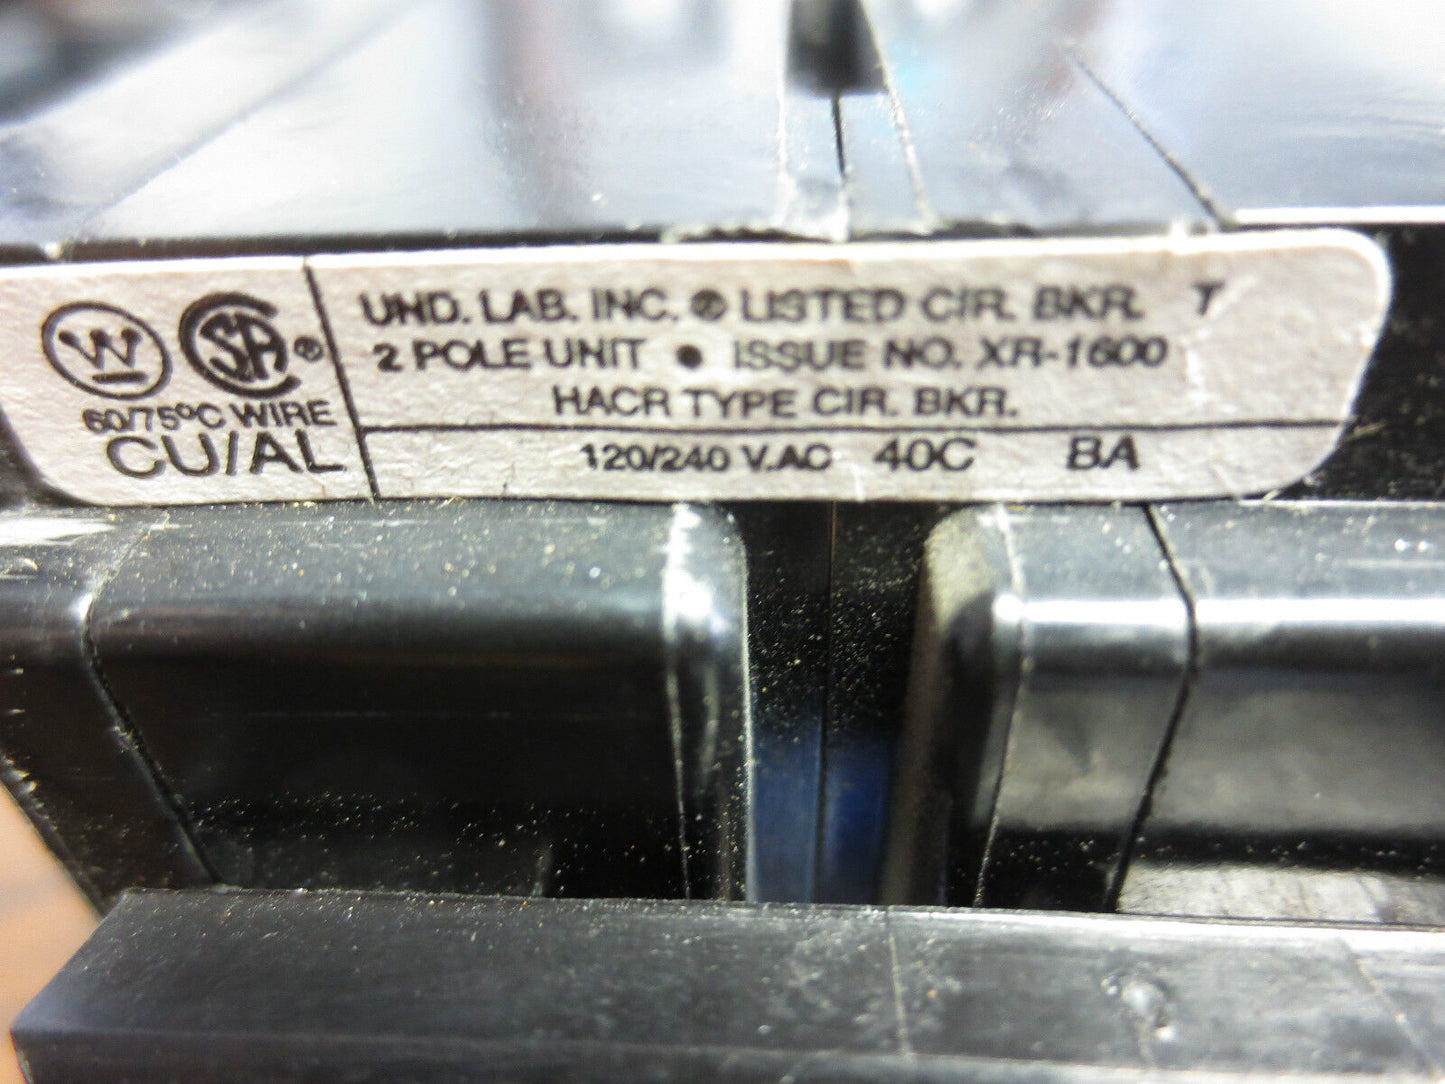 W SA ®
60/75°C WIRE
CU/AL
UND. LAB. INC. ® LISTED CIR. BKR. T
2 POLE UNIT • ISSUE NO. XR-1600
HACR TYPE CIR. BKR.
120/240 V.AC 40C BA